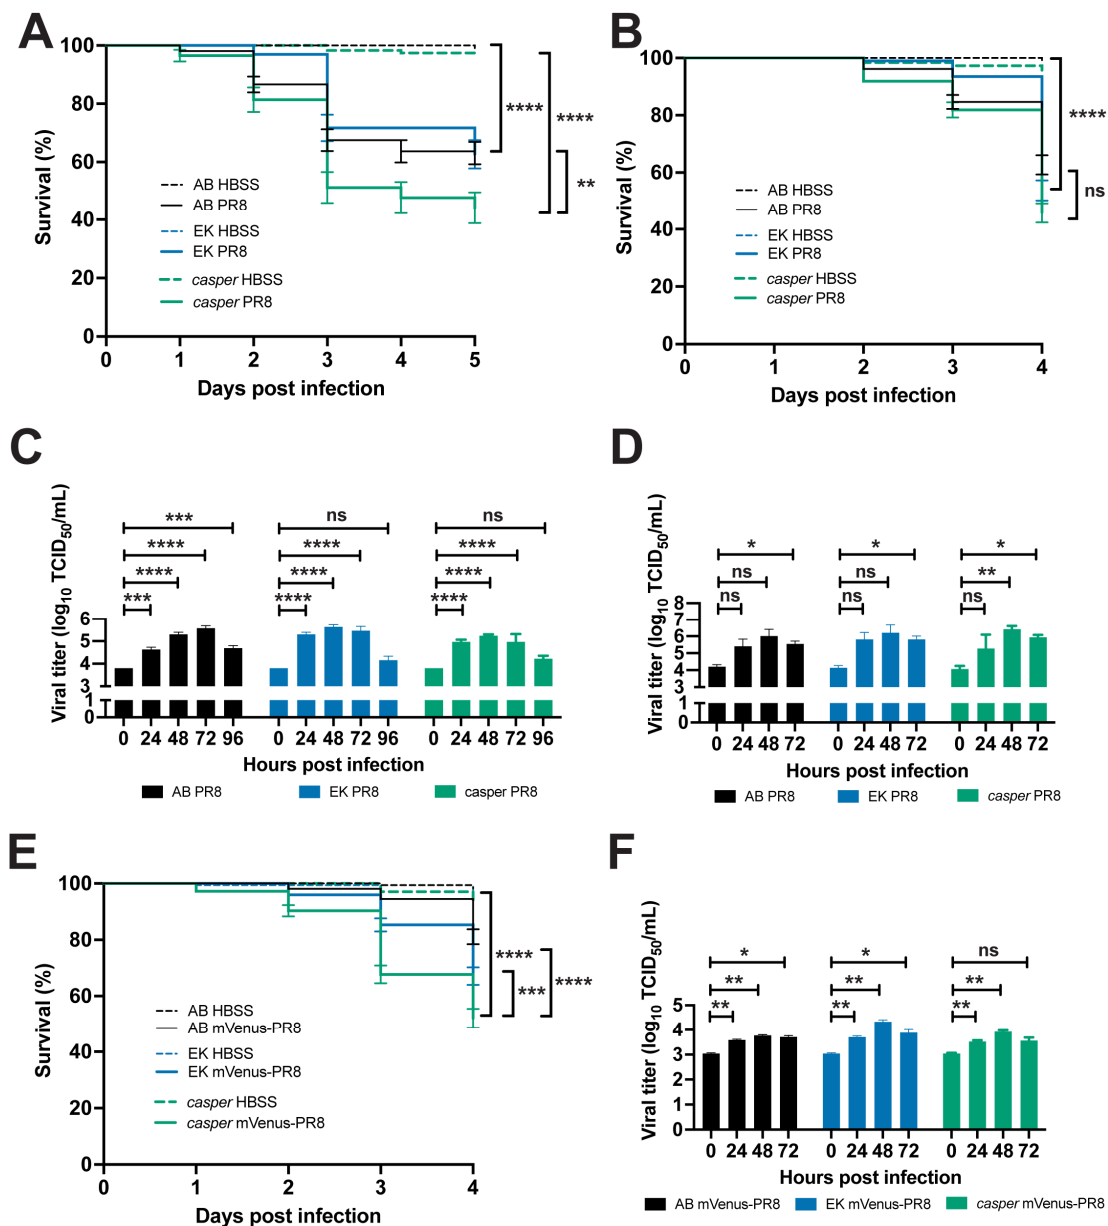 A
Survival (%)
100
80
60
40
80
0
0 1 2 3 4 5
Days post infection
AB HBSS
AB PR8
EK HBSS
EK PR8
casper HBSS
casper PR8
****
****
**
B
Survival (%)
100
80
60
40
80
0
0 1 2 3 4
Days post infection
AB HBSS
AB PR8
EK HBSS
EK PR8
casper HBSS
casper PR8
****
ns
C
Viral titer (log10 TCID50/mL)
6
5
4
3
1
0
***
****
****
***
ns
****
****
****
ns
****
****
****
0 24 48 72 96 0 24 48 72 96 0 24 48 72 96
Hours post infection
AB PR8 EK PR8 casper PR8
D
Viral titer (log10 TCID50/mL)
8
7
6
5
4
3
1
0
*
ns
ns
*
ns
ns
*
**
ns
0 24 48 72 0 24 48 72 0 24 48 72
Hours post infection
AB PR8 EK PR8 casper PR8
E
Survival (%)
100
80
60
40
80
0
0 1 2 3 4
Days post infection
AB HBSS
AB mVenus-PR8
EK HBSS
EK mVenus-PR8
casper HBSS
casper mVenus-PR8
****
***
****
F
Viral titer (log10 TCID50/mL)
5
4
3
2
1
0
*
**
**
*
**
**
ns
**
**
0 24 48 72 0 24 48 72 0 24 48 72
Hours post infection
AB mVenus-PR8 EK mVenus-PR8 casper mVenus-PR8